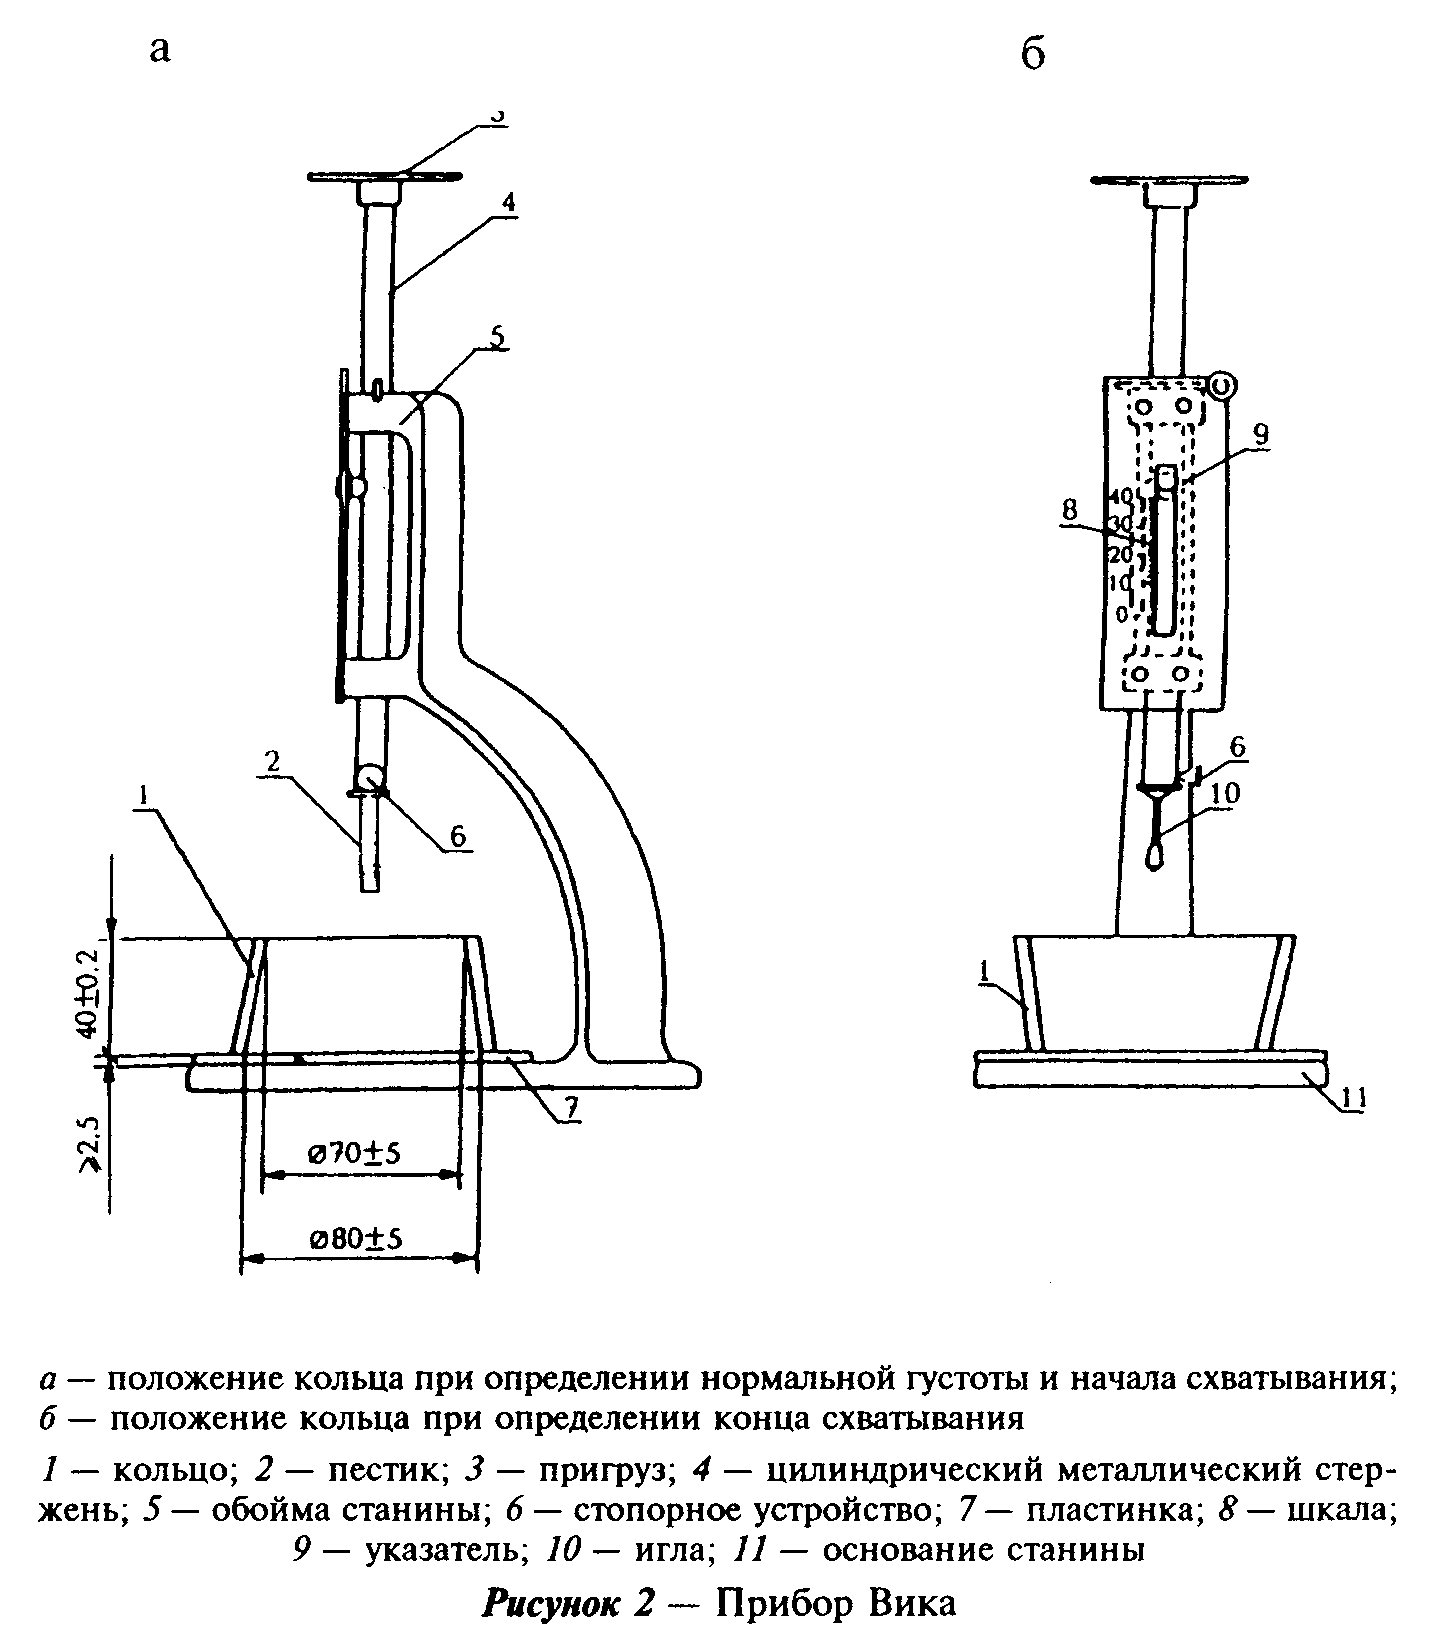 а
б
3
4
5
9
40
8
30
20
10
0
2
6
1
10
6
40±0.2
1
7
11
≥2.5
ø70±5
ø80±5
а — положение кольца при определении нормальной густоты и начала схватывания;
б — положение кольца при определении конца схватывания
1 — кольцо; 2 — пестик; 3 — пригруз; 4 — цилиндрический металлический стер-
жень; 5 — обойма станины; 6 — стопорное устройство; 7 — пластинка; 8 — шкала;
9 — указатель; 10 — игла; 11 — основание станины
Рисунок 2 — Прибор Вика